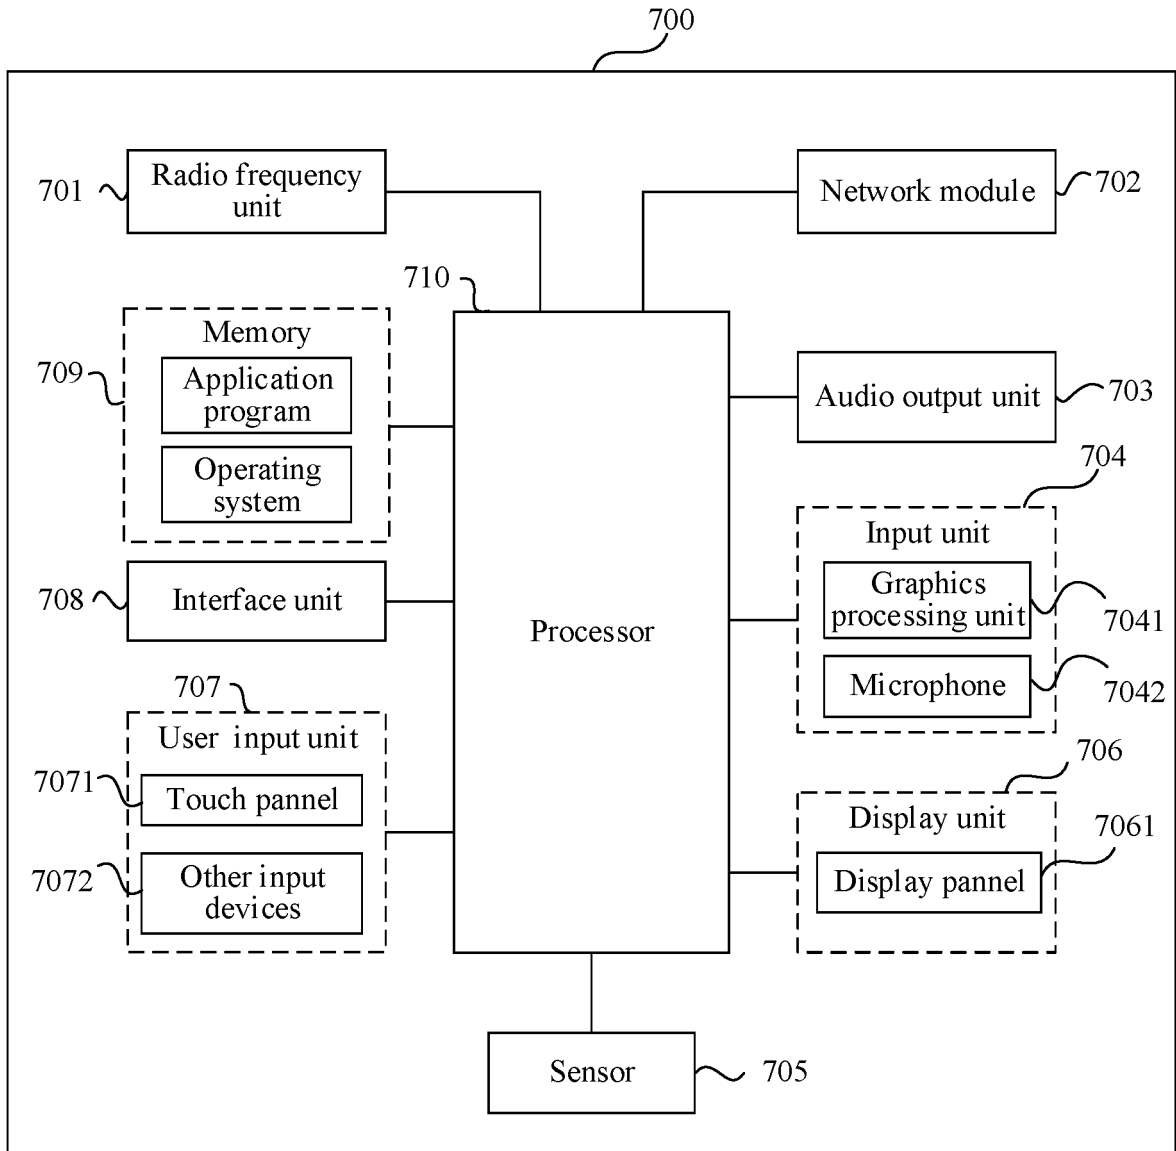 700
701
Radio frequency
unit
Network module
702
710
709
Memory
Application
program
Operating
system
Audio output unit
703
704
Input unit
Graphics
processing unit
7041
Microphone
7042
708
Interface unit
Processor
707
User input unit
7071
Touch pannel
7072
Other input
devices
706
Display unit
7061
Display pannel
Sensor
705